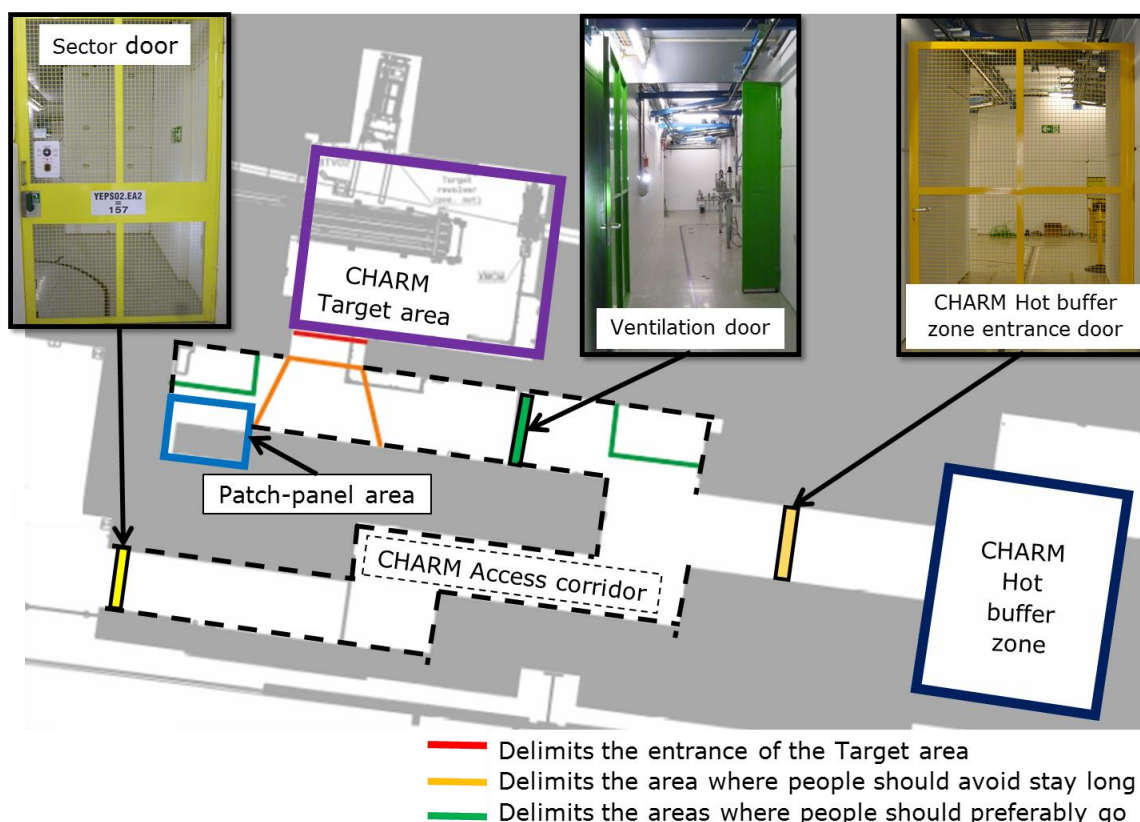 Sector door
YEPS02.EA2
=
157
Target
revolver
CHARM
Target area
Ventilation door
CHARM Hot buffer
zone entrance door
Patch-panel area
CHARM Access corridor
CHARM
Hot
buffer
zone
Delimits the entrance of the Target area
Delimits the area where people should avoid stay long
Delimits the areas where people should preferably go